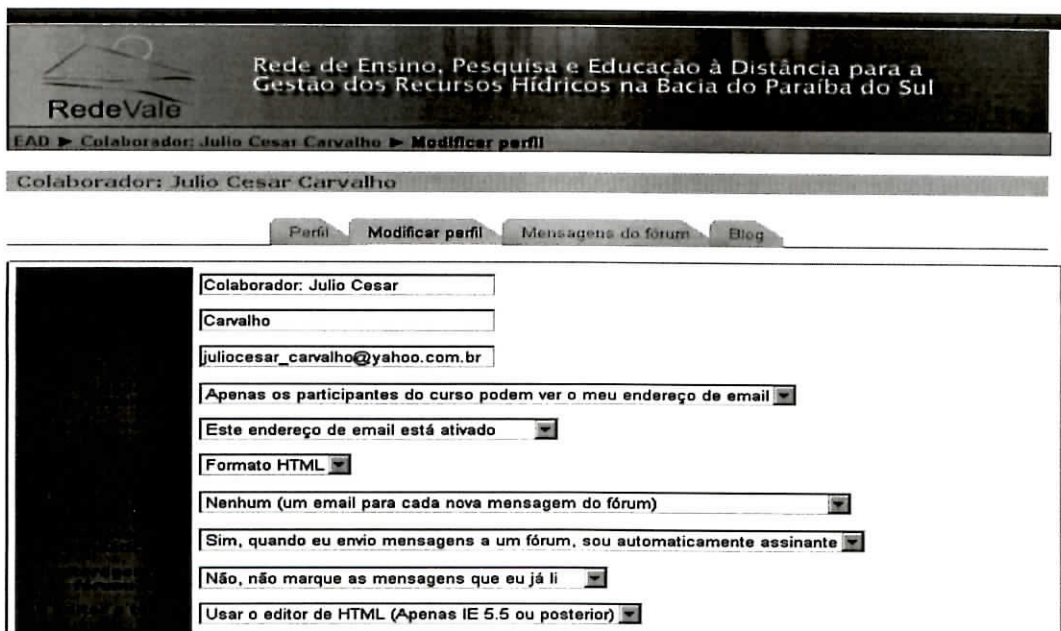 Rede de Ensino, Pesquisa e Educação à Distância para a
Gestão dos Recursos Hídricos na Bacia do Paraíba do Sul
RedeVale
EAD ► Colaborador: Julio Cesar Carvalho ► Modificar perfil
Colaborador: Julio Cesar Carvalho
Perfil Modificar perfil Mensagens do fórum Blog
Colaborador: Julio Cesar
Carvalho
juliocesar_carvalho@yahoo.com.br
Apenas os participantes do curso podem ver o meu endereço de email
Este endereço de email está ativado
Formato HTML
Nenhum (um email para cada nova mensagem do fórum)
Sim, quando eu envio mensagens a um fórum, sou automaticamente assinante
Não, não marque as mensagens que eu já li
Usar o editor de HTML (Apenas IE 5.5 ou posterior)